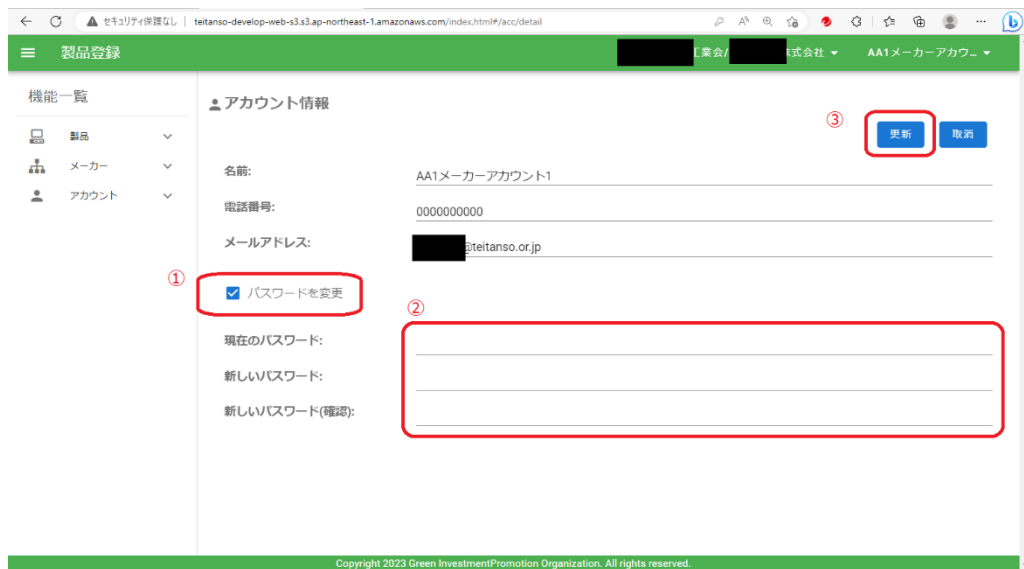 セキュリティ保護なし | teitanso-develop-web-s3.s3.ap-northeast-1.amazonaws.com/index.html#/acc/detail
製品登録
工業会/ 株式会社 AA1メーカーアカウ...
機能一覧
製品
メーカー
アカウント
アカウント情報
③
更新 取消
名前: AA1メーカーアカウント1
電話番号: 0000000000
メールアドレス: @teitanso.or.jp
①
パスワードを変更
②
現在のパスワード:
新しいパスワード:
新しいパスワード(確認):
Copyright 2023 Green InvestmentPromotion Organization. All rights reserved.